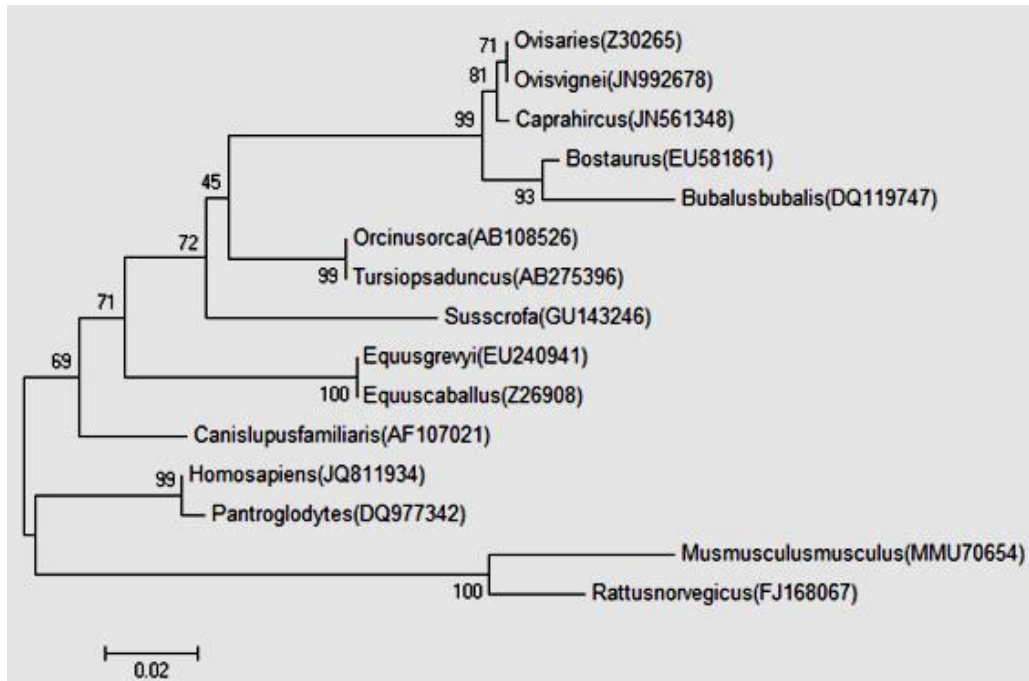 71
Ovisaries(Z30265)
81
Ovisvignei(JN992678)
99
Caprahircus(JN561348)
Bostaurus(EU581861)
45
93
Bubalusbubalis(DQ119747)
72
Orcinusorca(AB108526)
99
Tursiopsaduncus(AB275396)
71
Susscrofa(GU143246)
69
Equusgrevyi(EU240941)
100
Equuscaballus(Z26908)
Canislupusfamiliaris(AF107021)
99
Homosapiens(JQ811934)
Pantroglodytes(DQ977342)
Musmusculusmusculus(MMU70654)
100
Rattusnorvegicus(FJ168067)
0.02